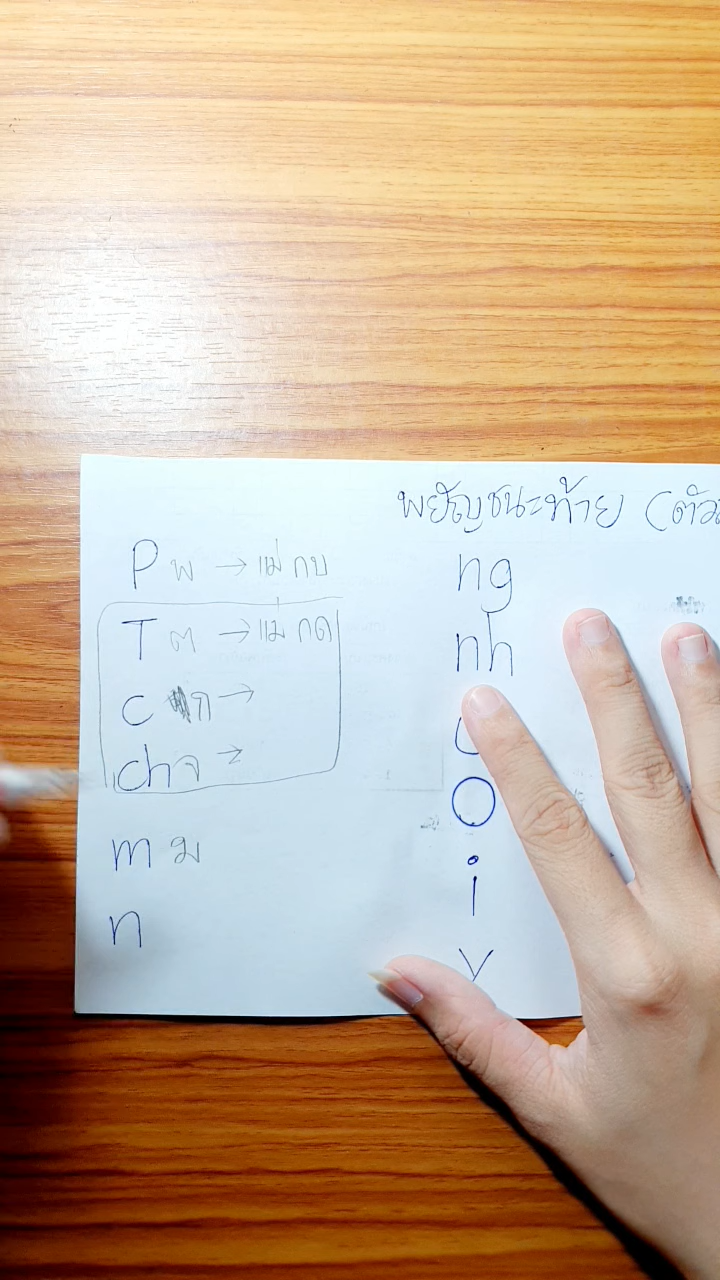 พยัญชนะท้าย (ตัว
P พ → แม่ กบ
T ต → แม่ กด
c ก →
ch จ →
m ม
n
ng
nh
O
i
y